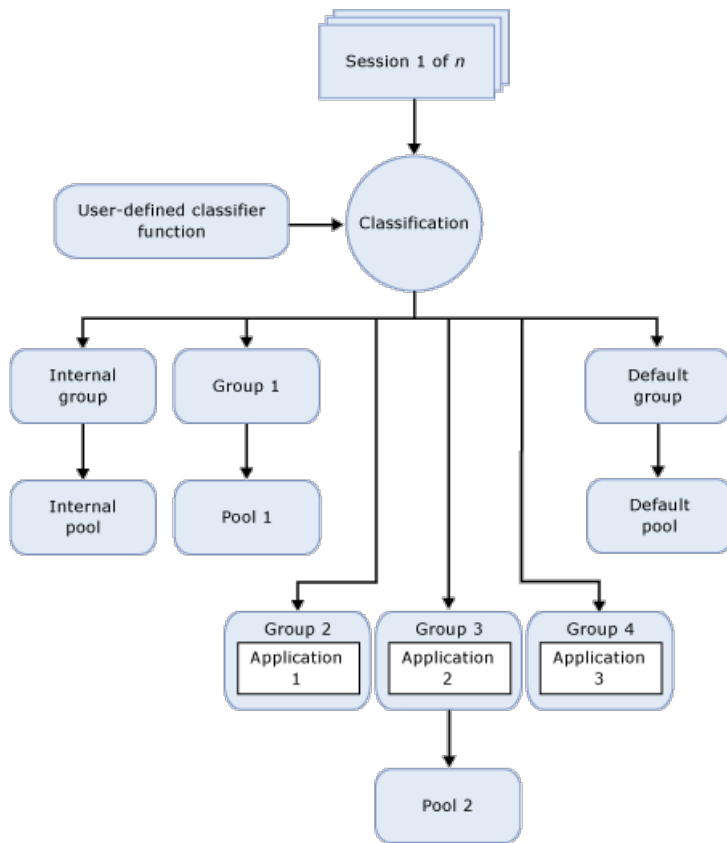 Session 1 of n
User-defined classifier
function
Classification
Internal
group
Group 1
Default
group
Internal
pool
Pool 1
Default
pool
Group 2
Application
1
Group 3
Application
2
Group 4
Application
3
Pool 2